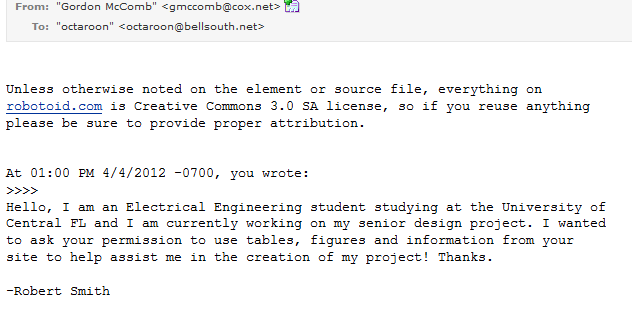 From: "Gordon McComb" <gmccomb@cox.net>
To: "octaroon" <octaroon@bellsouth.net>
Unless otherwise noted on the element or source file, everything on
robotoid.com is Creative Commons 3.0 SA license, so if you reuse anything
please be sure to provide proper attribution.
At 01:00 PM 4/4/2012 -0700, you wrote:
>>>>
Hello, I am an Electrical Engineering student studying at the University of
Central FL and I am currently working on my senior design project. I wanted
to ask your permission to use tables, figures and information from your
site to help assist me in the creation of my project! Thanks.
-Robert Smith